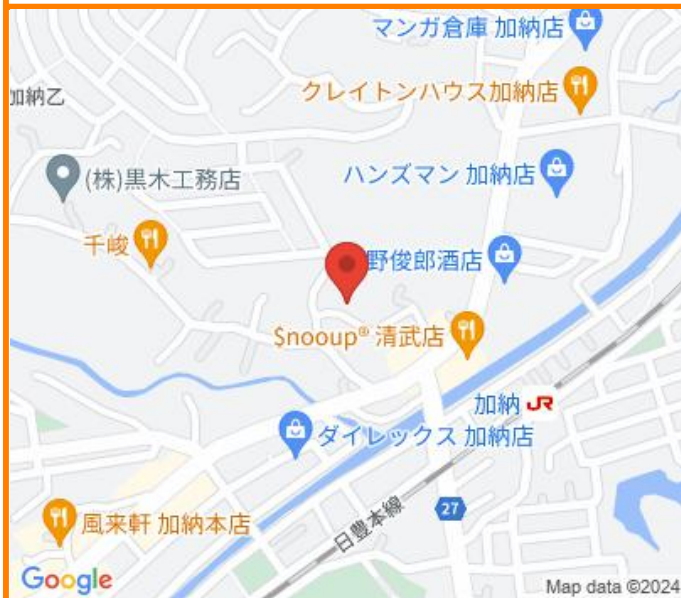 マンガ倉庫 加納店
クレイトンハウス加納店
加納乙
(株)黒木工務店
ハンズマン 加納店
千峻
野俊郎酒店
$nooup® 清武店
加納 JR
ダイレックス 加納店
27
風来軒 加納本店
日豊本線
Google
Map data ©2024